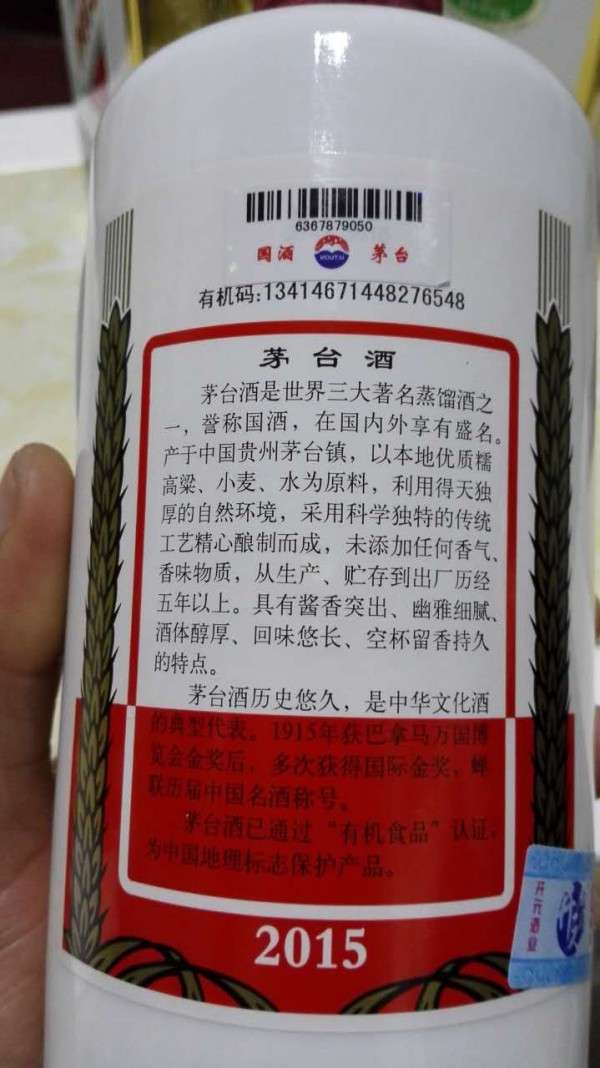 6367879050
国酒 MOUTAI 茅台
有机码:13414671448276548
茅台酒
茅台酒是世界三大著名蒸馏酒之
一，誉称国酒，在国内外享有盛名。
产于中国贵州茅台镇，以本地优质糯
高粱、小麦、水为原料，利用得天独
厚的自然环境，采用科学独特的传统
工艺精心酿制而成，未添加任何香气、
香味物质，从生产、贮存到出厂历经
五年以上。具有酱香突出、幽雅细腻、
酒体醇厚、回味悠长、空杯留香持久
的特点。
茅台酒历史悠久，是中华文化酒
的典型代表。1915年获巴拿马万国博
览会金奖后，多次获得国际金奖，蝉
联历届中国名酒称号。
茅台酒已通过“有机食品”认证，
为中国地理标志保护产品。
开元酒业
2015